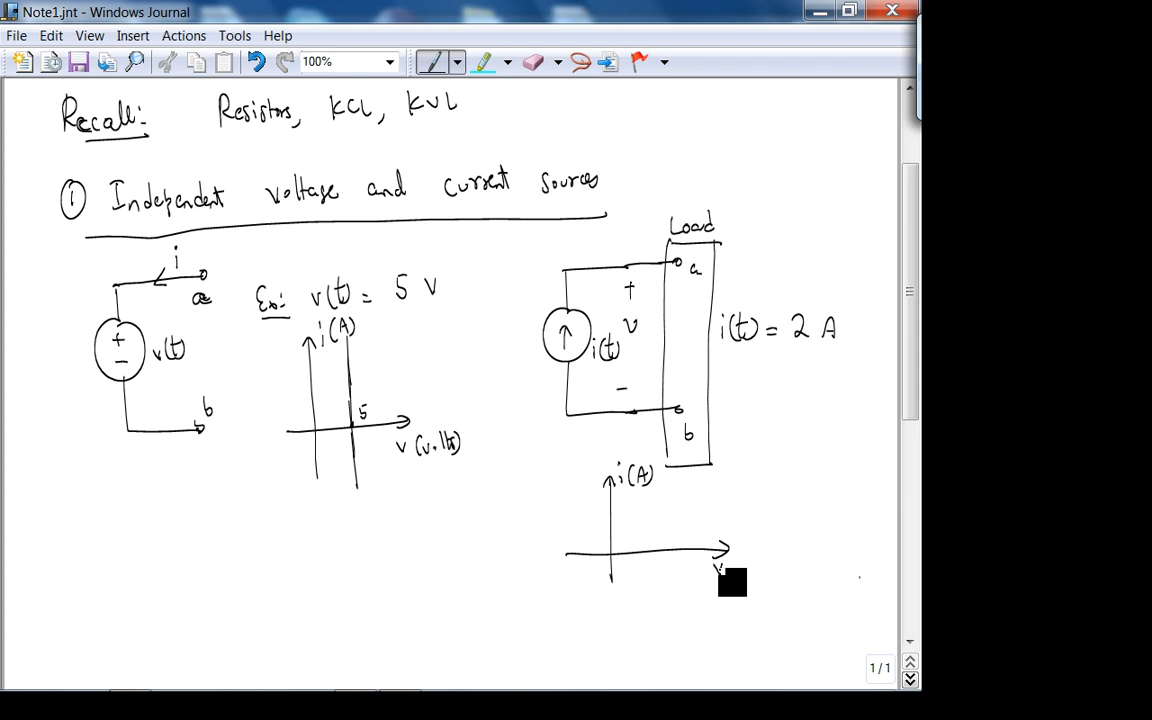 Note1.jnt - Windows Journal
File Edit View Insert Actions Tools Help
100%
Recall: Resistors, KCL, KVL
① Independent voltage and current sources
i
a
+
-
v(t)
b
Ex: v(t) = 5 V
i(A)
5
v (volts)
Load
a
+
v
-
i(t)
b
i(t) = 2 A
i(A)
v
1 / 1